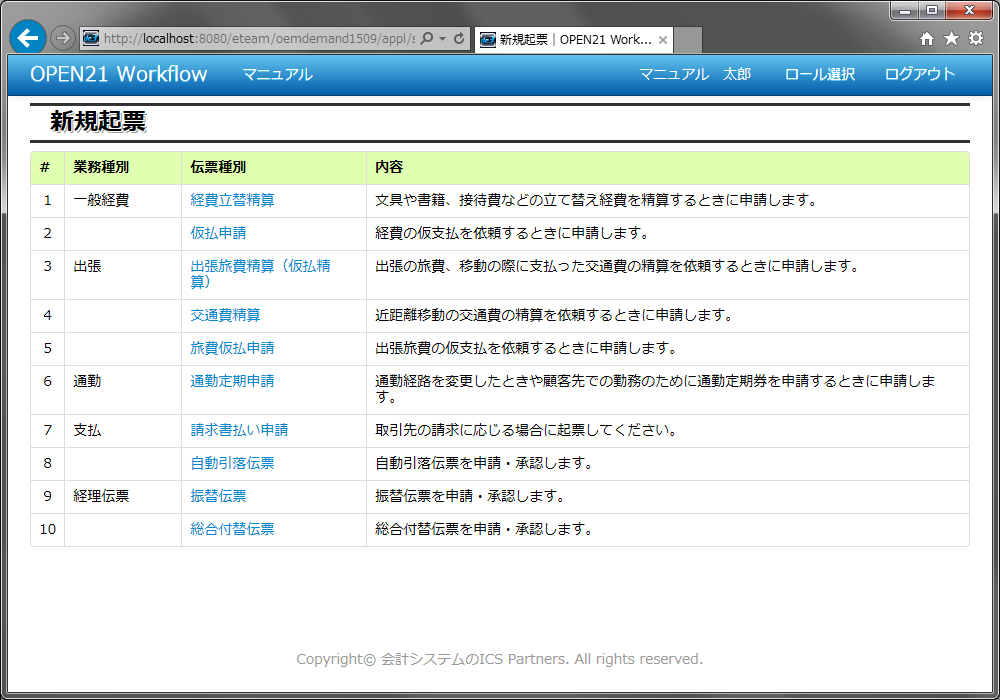 http://localhost:8080/eteam/oemdemand1509/appl/s
新規起票 | OPEN21 Work...
OPEN21 Workflow マニュアル マニュアル 太郎 ロール選択 ログアウト
新規起票
# 業務種別 伝票種別 内容
1 一般経費 経費立替精算 文具や書籍、接待費などの立て替え経費を精算するときに申請します。
2 仮払申請 経費の仮支払を依頼するときに申請します。
3 出張 出張旅費精算（仮払精 出張の旅費、移動の際に支払った交通費の精算を依頼するときに申請します。
算）
4 交通費精算 近距離移動の交通費の精算を依頼するときに申請します。
5 旅費仮払申請 出張旅費の仮支払を依頼するときに申請します。
6 通勤 通勤定期申請 通勤経路を変更したときや顧客先での勤務のために通勤定期券を申請するときに申請しま
す。
7 支払 請求書払い申請 取引先の請求に応じる場合に起票してください。
8 自動引落伝票 自動引落伝票を申請・承認します。
9 経理伝票 振替伝票 振替伝票を申請・承認します。
10 総合付替伝票 総合付替伝票を申請・承認します。
Copyright© 会計システムのICS Partners. All rights reserved.